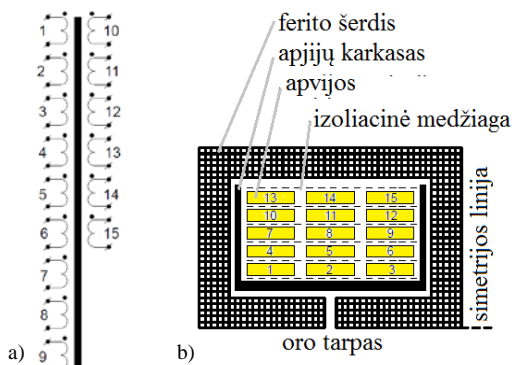 a)
1
2
3
4
5
6
7
8
9
10
11
12
13
14
15
b)
ferito šerdis
apjijų karkasas
apvijos
izoliacinė medžiaga
13 14 15
10 11 12
7 8 9
4 5 6
1 2 3
oro tarpas
simetrijos linija